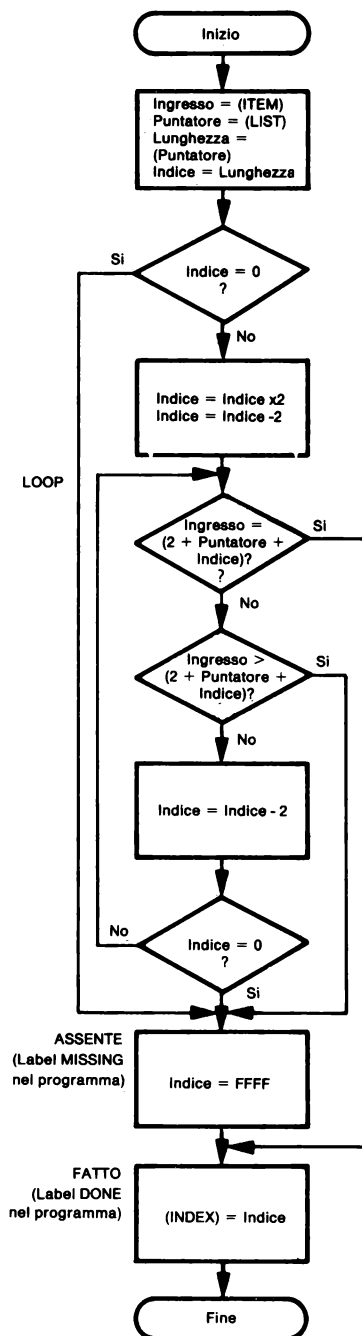 Inizio
Ingresso = (ITEM)
Puntatore = (LIST)
Lunghezza =
(Puntatore)
Indice = Lunghezza
Si
Indice = 0
?
No
Indice = Indice x2
Indice = Indice -2
LOOP
Ingresso =
(2 + Puntatore +
Indice)?
?
Si
No
Ingresso >
(2 + Puntatore +
Indice)?
Si
No
Indice = Indice - 2
No
Indice = 0
?
Si
ASSENTE
(Label MISSING
nel programma)
Indice = FFFF
FATTO
(Label DONE
nel programma)
(INDEX) = Indice
Fine